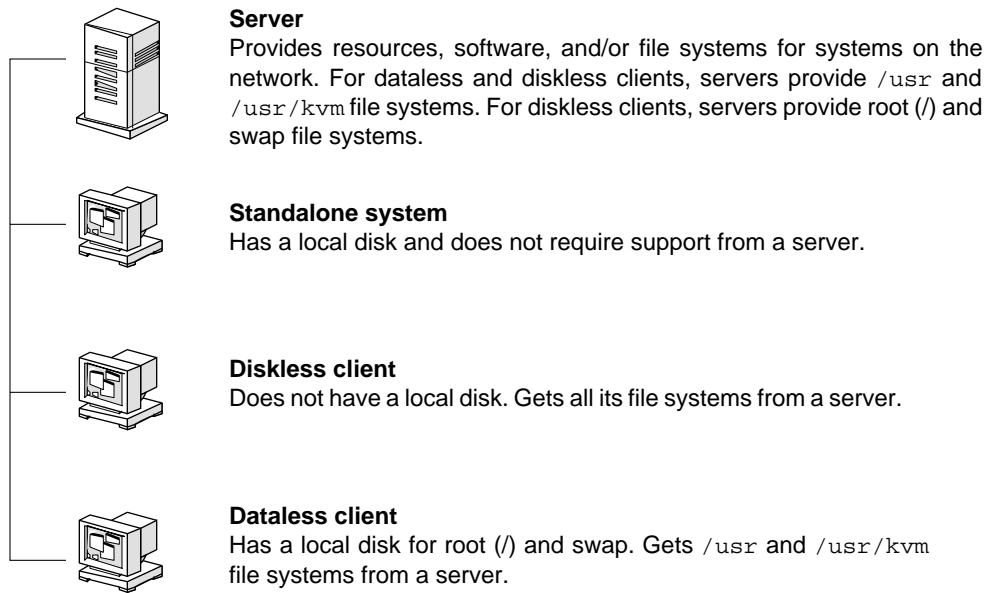 Server
Provides resources, software, and/or file systems for systems on the
network. For dataless and diskless clients, servers provide /usr and
/usr/kvm file systems. For diskless clients, servers provide root (/) and
swap file systems.
Standalone system
Has a local disk and does not require support from a server.
Diskless client
Does not have a local disk. Gets all its file systems from a server.
Dataless client
Has a local disk for root (/) and swap. Gets /usr and /usr/kvm
file systems from a server.